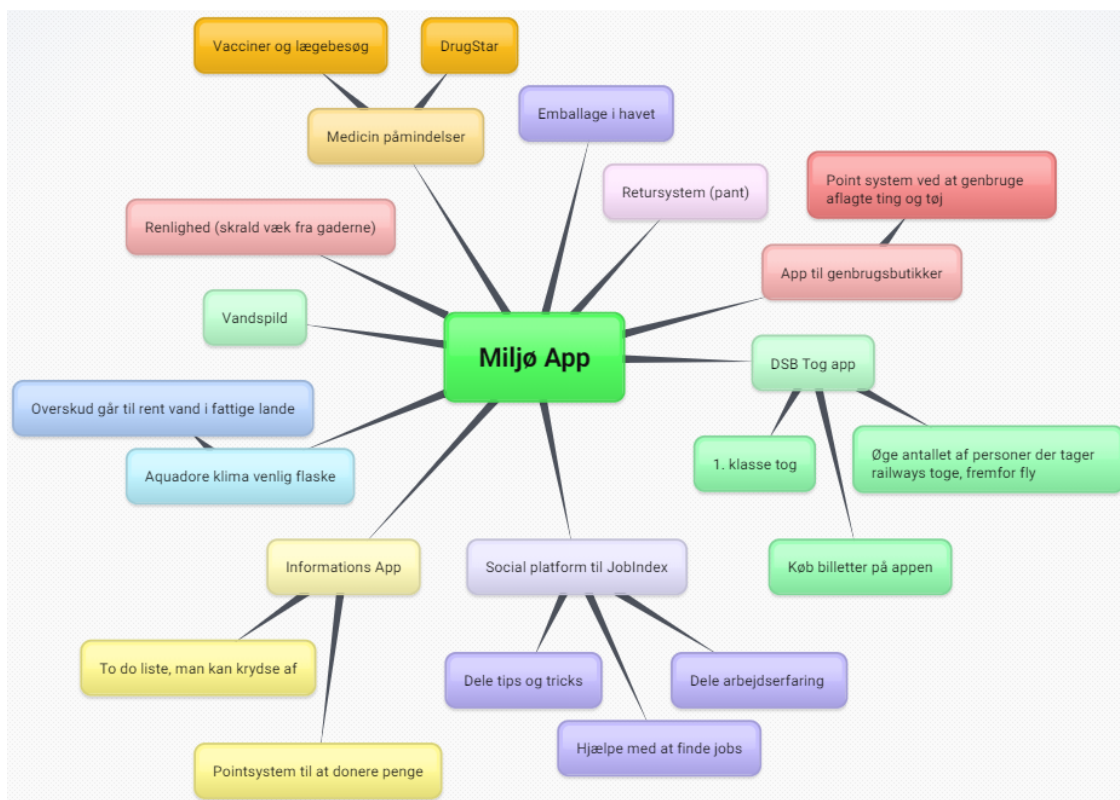 Vacciner og lægebesøg
DrugStar
Medicin påmindelser
Emballage i havet
Retursystem (pant)
Point system ved at genbruge
aflagte ting og tøj
Renlighed (skrald væk fra gaderne)
App til genbrugsbutikker
Vandspild
Miljø App
DSB Tog app
Overskud går til rent vand i fattige lande
Aquadore klima venlig flaske
1. klasse tog
Øge antallet af personer der tager
railways toge, fremfor fly
Informations App
Social platform til JobIndex
Køb billetter på appen
To do liste, man kan krydse af
Dele tips og tricks
Dele arbejdserfaring
Hjælpe med at finde jobs
Pointsystem til at donere penge